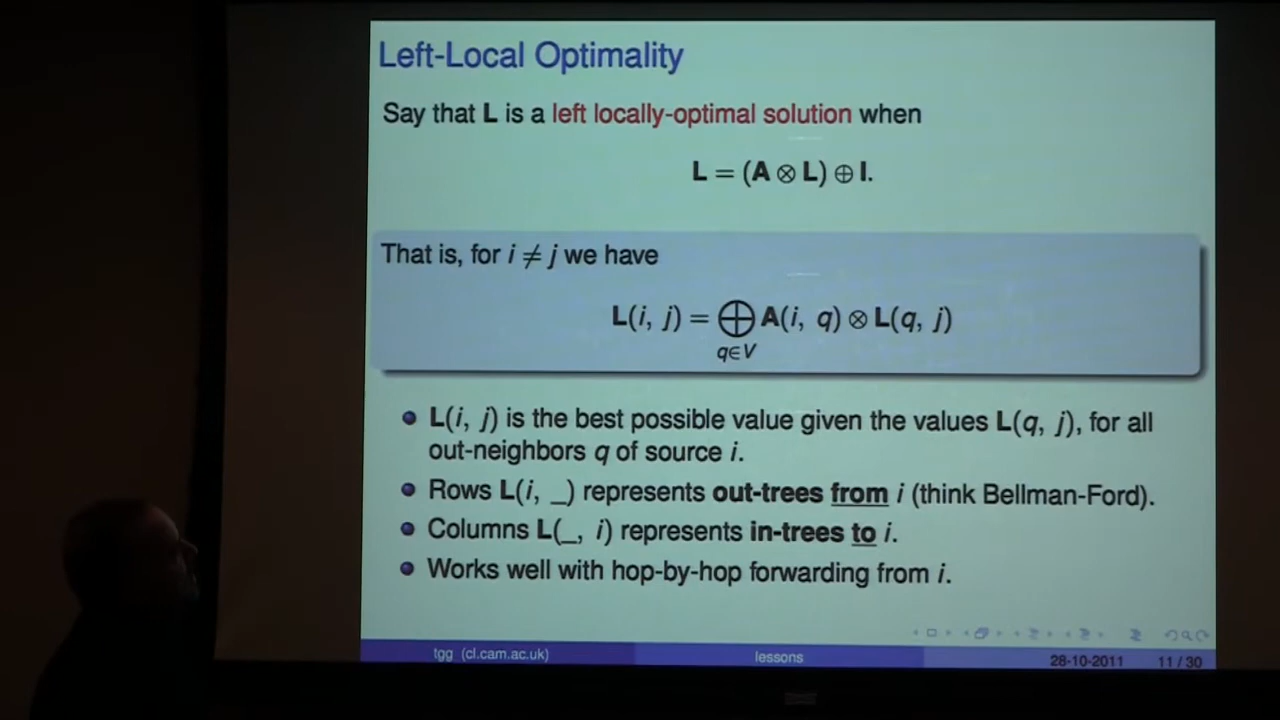 Left-Local Optimality
Say that L is a left locally-optimal solution when
L = (A ⊗ L) ⊕ I.
That is, for i ≠ j we have
L(i, j) = ⨁ A(i, q) ⊗ L(q, j)
q∈V
L(i, j) is the best possible value given the values L(q, j), for all
out-neighbors q of source i.
Rows L(i, _) represents out-trees from i (think Bellman-Ford).
Columns L(_, i) represents in-trees to i.
Works well with hop-by-hop forwarding from i.
tgg (cl.cam.ac.uk) lessons 28-10-2011 11 / 30